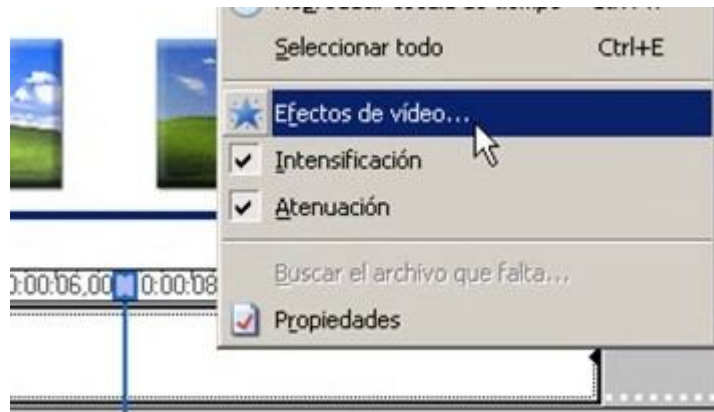 Seleccionar todo Ctrl+E
Efectos de vídeo...
Intensificación
Atenuación
0:00:06,00 0:00:08
Buscar el archivo que falta...
Propiedades